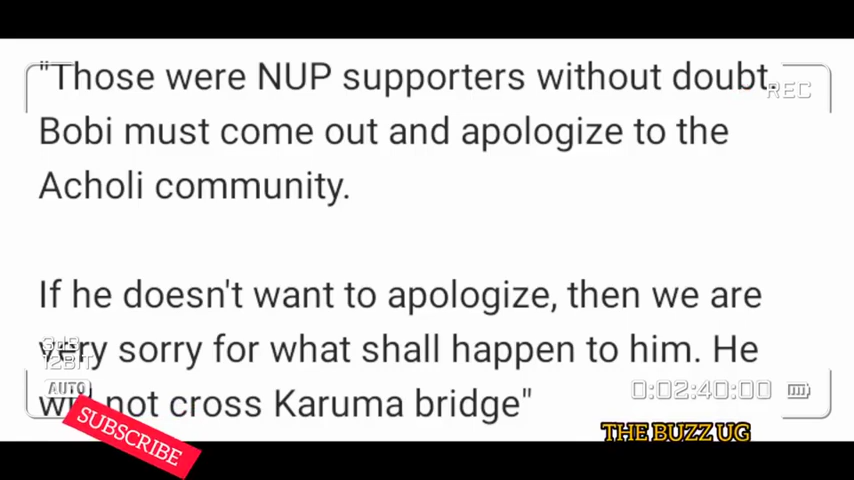 "Those were NUP supporters without doubt.
REC
Bobi must come out and apologize to the
Acholi community.
If he doesn't want to apologize, then we are
very sorry for what shall happen to him. He
12BIT
AUTO
0:02:40:00
will not cross Karuma bridge"
SUBSCRIBE
THE BUZZ UG